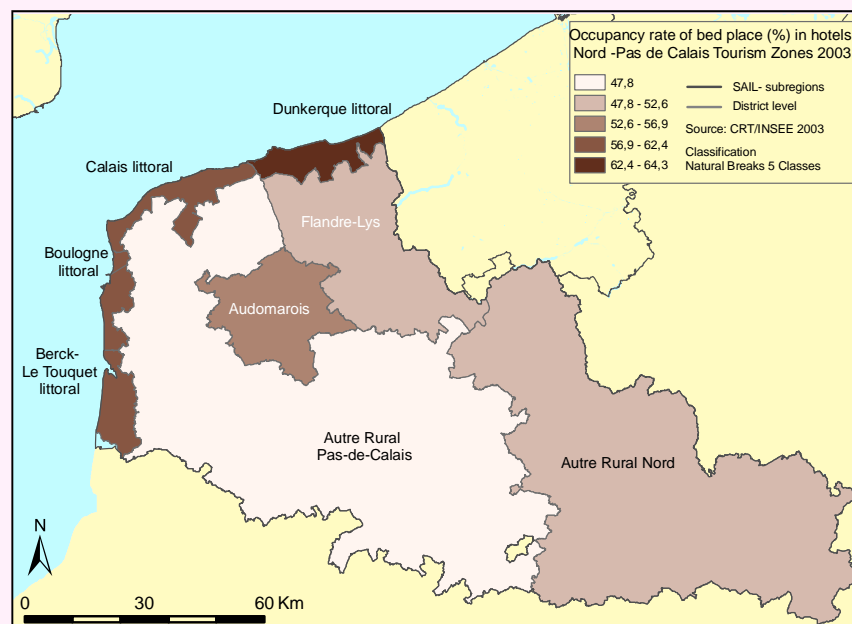 Occupancy rate of bed place (%) in hotels
Nord -Pas de Calais Tourism Zones 2003
47,8
47,8 - 52,6
52,6 - 56,9
56,9 - 62,4
62,4 - 64,3
SAIL- subregions
District level
Source: CRT/INSEE 2003
Classification
Natural Breaks 5 Classes
Dunkerque littoral
Calais littoral
Flandre-Lys
Boulogne
littoral
Audomarois
Berck-
Le Touquet
littoral
Autre Rural
Pas-de-Calais
Autre Rural Nord
N
0 30 60 Km